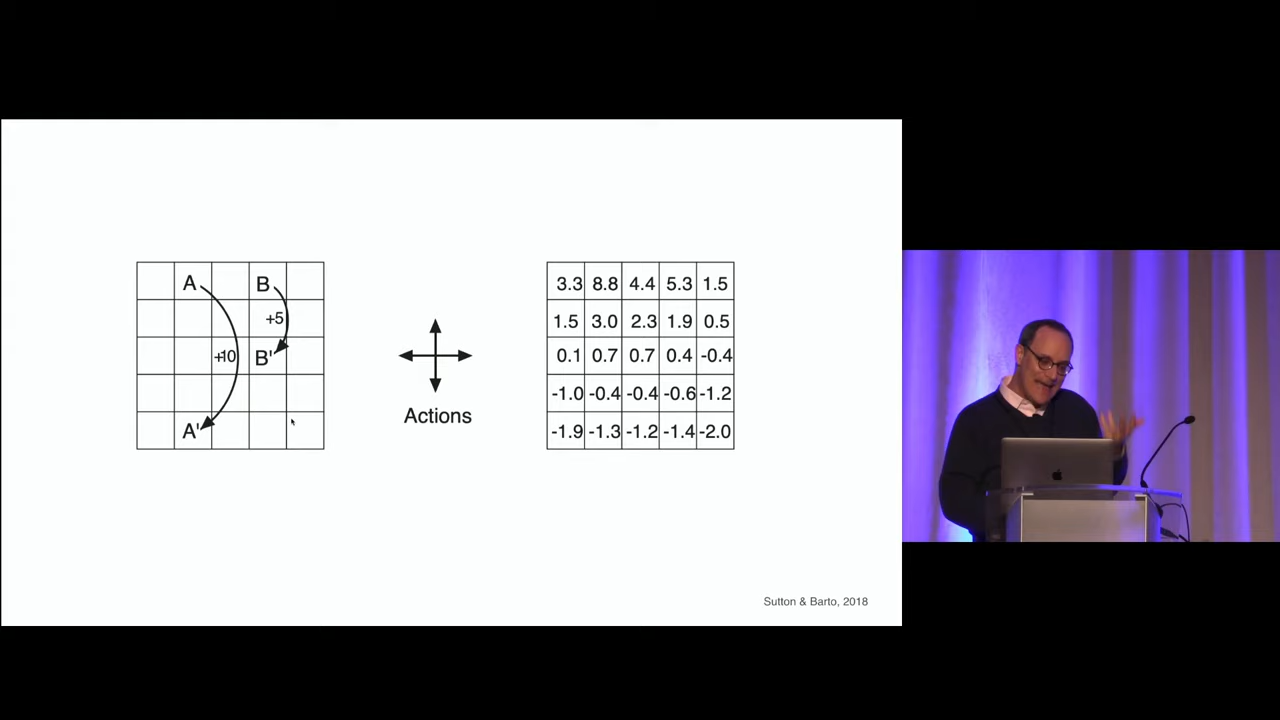 A B
+5
+10 B'
A'
Actions
3.3 8.8 4.4 5.3 1.5
1.5 3.0 2.3 1.9 0.5
0.1 0.7 0.7 0.4 -0.4
-1.0 -0.4 -0.4 -0.6 -1.2
-1.9 -1.3 -1.2 -1.4 -2.0
Sutton & Barto, 2018